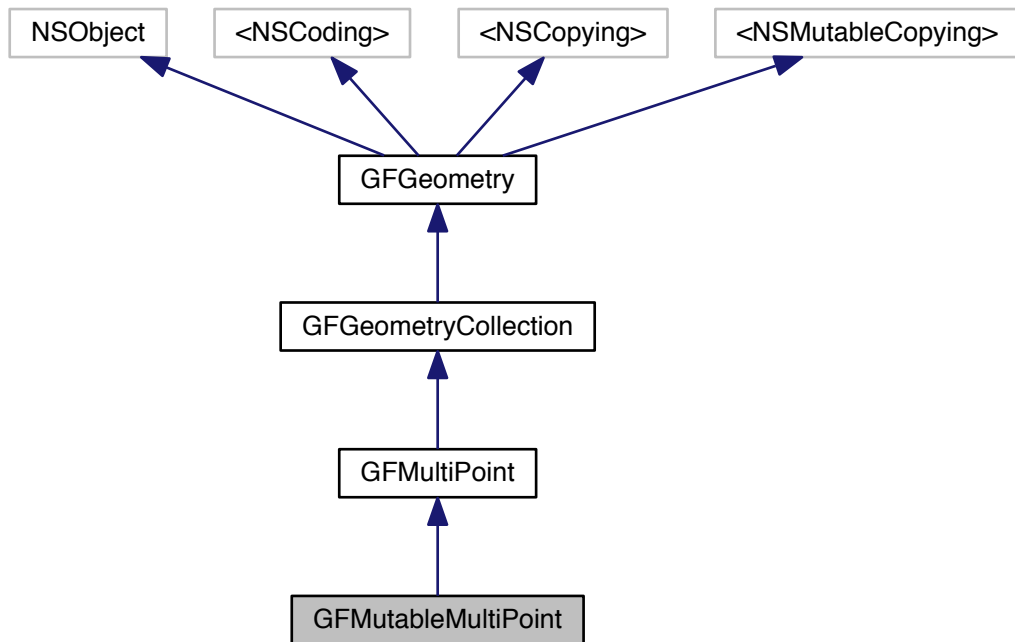 NSObject
<NSCoding>
<NSCopying>
<NSMutableCopying>
GFGeometry
GFGeometryCollection
GFMultiPoint
GFMutableMultiPoint